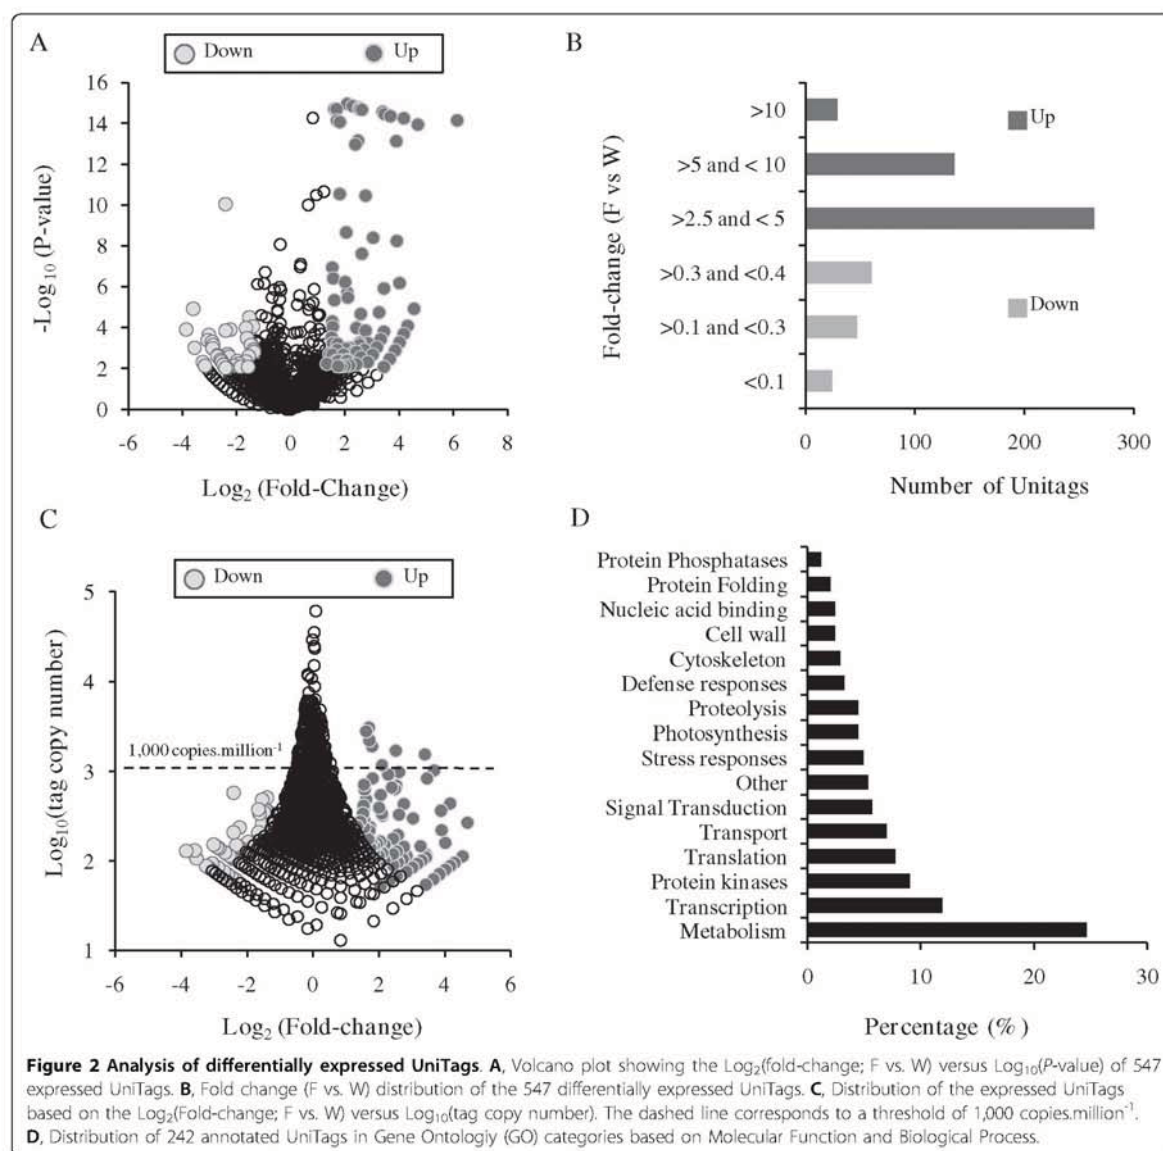 A
Down Up
-Log10 (P-value)
16
14
12
10
8
6
4
2
0
-6 -4 -2 0 2 4 6 8
Log2 (Fold-Change)
B
Fold-change (F vs W)
>10
>5 and < 10
>2.5 and < 5
>0.3 and <0.4
>0.1 and <0.3
<0.1
Up
Down
0 100 200 300
Number of Unitags
C
Down Up
Log10(tag copy number)
5
4
3
2
1
1,000 copies.million-1
-6 -4 -2 0 2 4 6
Log2 (Fold-change)
D
Protein Phosphatases
Protein Folding
Nucleic acid binding
Cell wall
Cytoskeleton
Defense responses
Proteolysis
Photosynthesis
Stress responses
Other
Signal Transduction
Transport
Translation
Protein kinases
Transcription
Metabolism
0 10 20 30
Percentage (%)
Figure 2 Analysis of differentially expressed UniTags. A, Volcano plot showing the Log2(fold-change; F vs. W) versus Log10(P-value) of 547
expressed UniTags. B, Fold change (F vs. W) distribution of the 547 differentially expressed UniTags. C, Distribution of the expressed UniTags
based on the Log2(Fold-change; F vs. W) versus Log10(tag copy number). The dashed line corresponds to a threshold of 1,000 copies.million-1.
D, Distribution of 242 annotated UniTags in Gene Ontologiy (GO) categories based on Molecular Function and Biological Process.